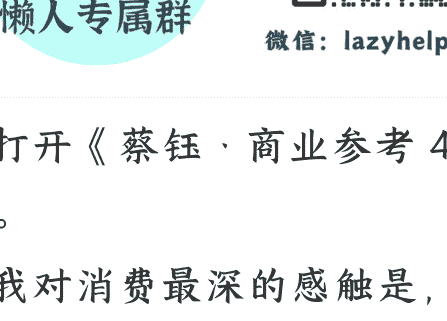 懒人专属群
微信：lazyhelp
打开《蔡钰·商业参考 4
。
我对消费最深的感触是，